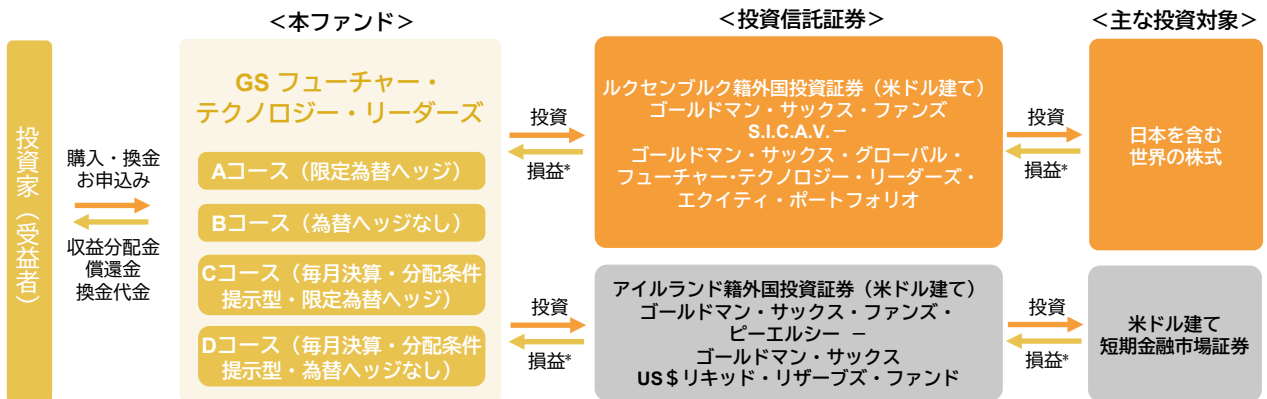 ＜本ファンド＞
＜投資信託証券＞
＜主な投資対象＞
投資家（受益者）
購入・換金
お申込み
収益分配金
償還金
換金代金
GS フューチャー・
テクノロジー・リーダーズ
Aコース（限定為替ヘッジ）
Bコース（為替ヘッジなし）
Cコース（毎月決算・分配条件
提示型・限定為替ヘッジ）
Dコース（毎月決算・分配条件
提示型・為替ヘッジなし）
投資
損益*
ルクセンブルク籍外国投資証券（米ドル建て）
ゴールドマン・サックス・ファンズ
S.I.C.A.V.－
ゴールドマン・サックス・グローバル・
フューチャー・テクノロジー・リーダーズ・
エクイティ・ポートフォリオ
投資
損益*
日本を含む
世界の株式
投資
損益*
アイルランド籍外国投資証券（米ドル建て）
ゴールドマン・サックス・ファンズ・
ピーエルシー －
ゴールドマン・サックス
US＄リキッド・リザーブズ・ファンド
投資
損益*
米ドル建て
短期金融市場証券